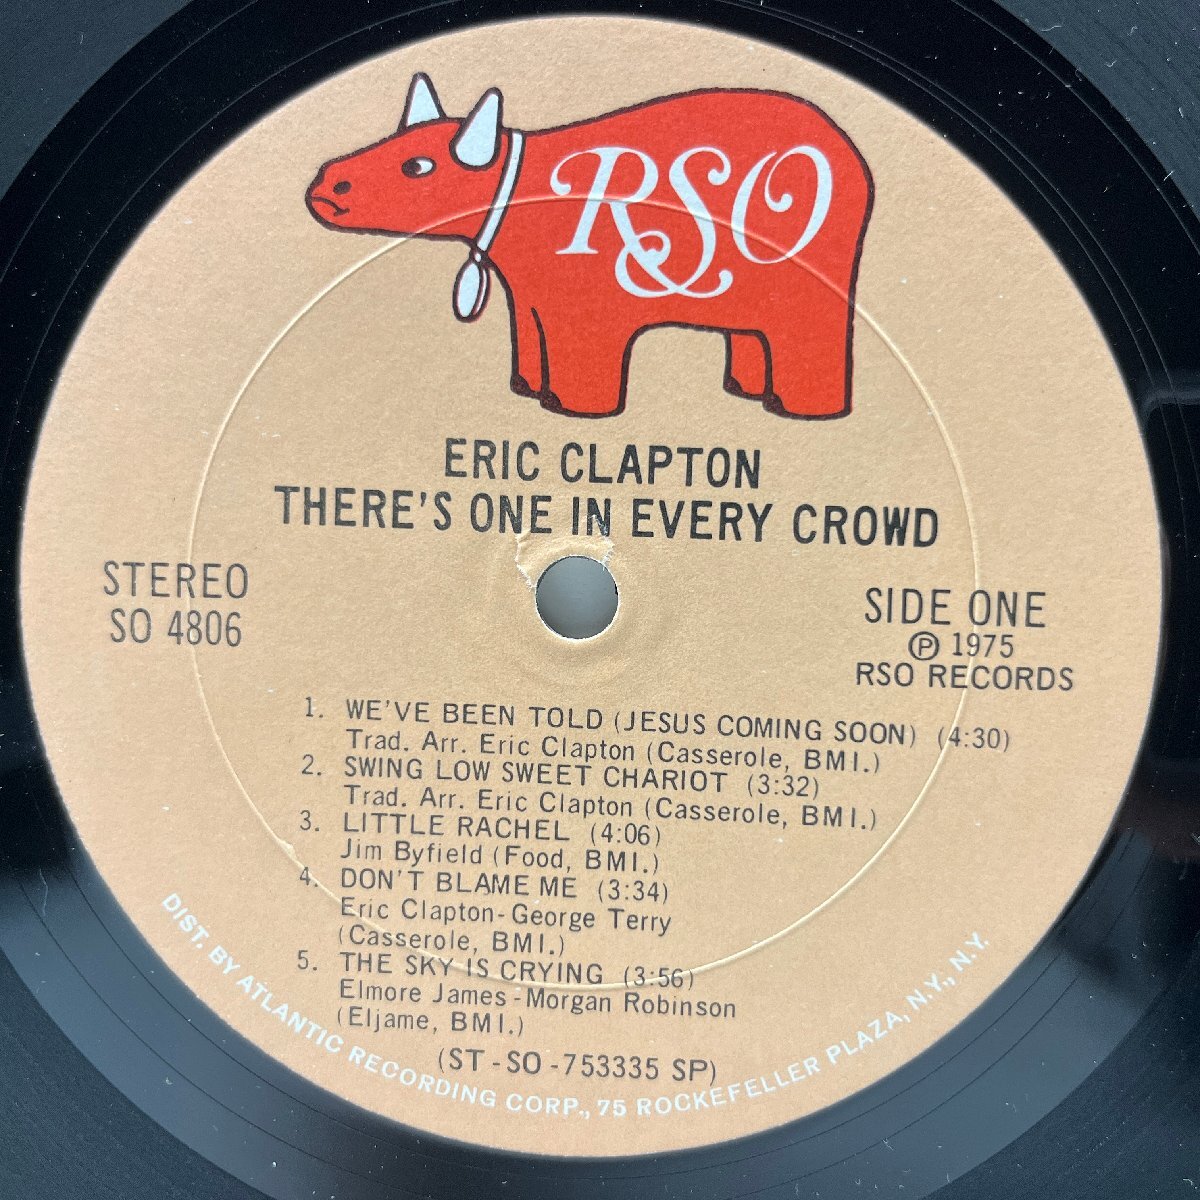 RSO
ERIC CLAPTON
THERE'S ONE IN EVERY CROWD
STEREO
SO 4806
SIDE ONE
Ⓟ 1975
RSO RECORDS
1. WE'VE BEEN TOLD (JESUS COMING SOON) (4:30)
Trad. Arr. Eric Clapton (Casserole, BMI.)
2. SWING LOW SWEET CHARIOT (3:32)
Trad. Arr. Eric Clapton (Casserole, BMI.)
3. LITTLE RACHEL (4:06)
Jim Byfield (Food, BMI.)
4. DON'T BLAME ME (3:34)
Eric Clapton-George Terry
(Casserole, BMI.)
5. THE SKY IS CRYING (3:56)
Elmore James-Morgan Robinson
(Eljame, BMI.)
(ST-SO-753335 SP)
DIST. BY ATLANTIC RECORDING CORP., 75 ROCKEFELLER PLAZA, N.Y., N.Y.